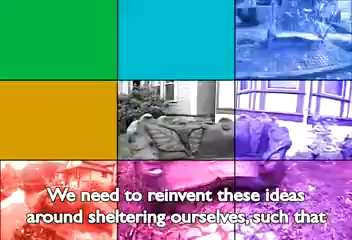 We need to reinvent these ideas
around sheltering ourselves, such that